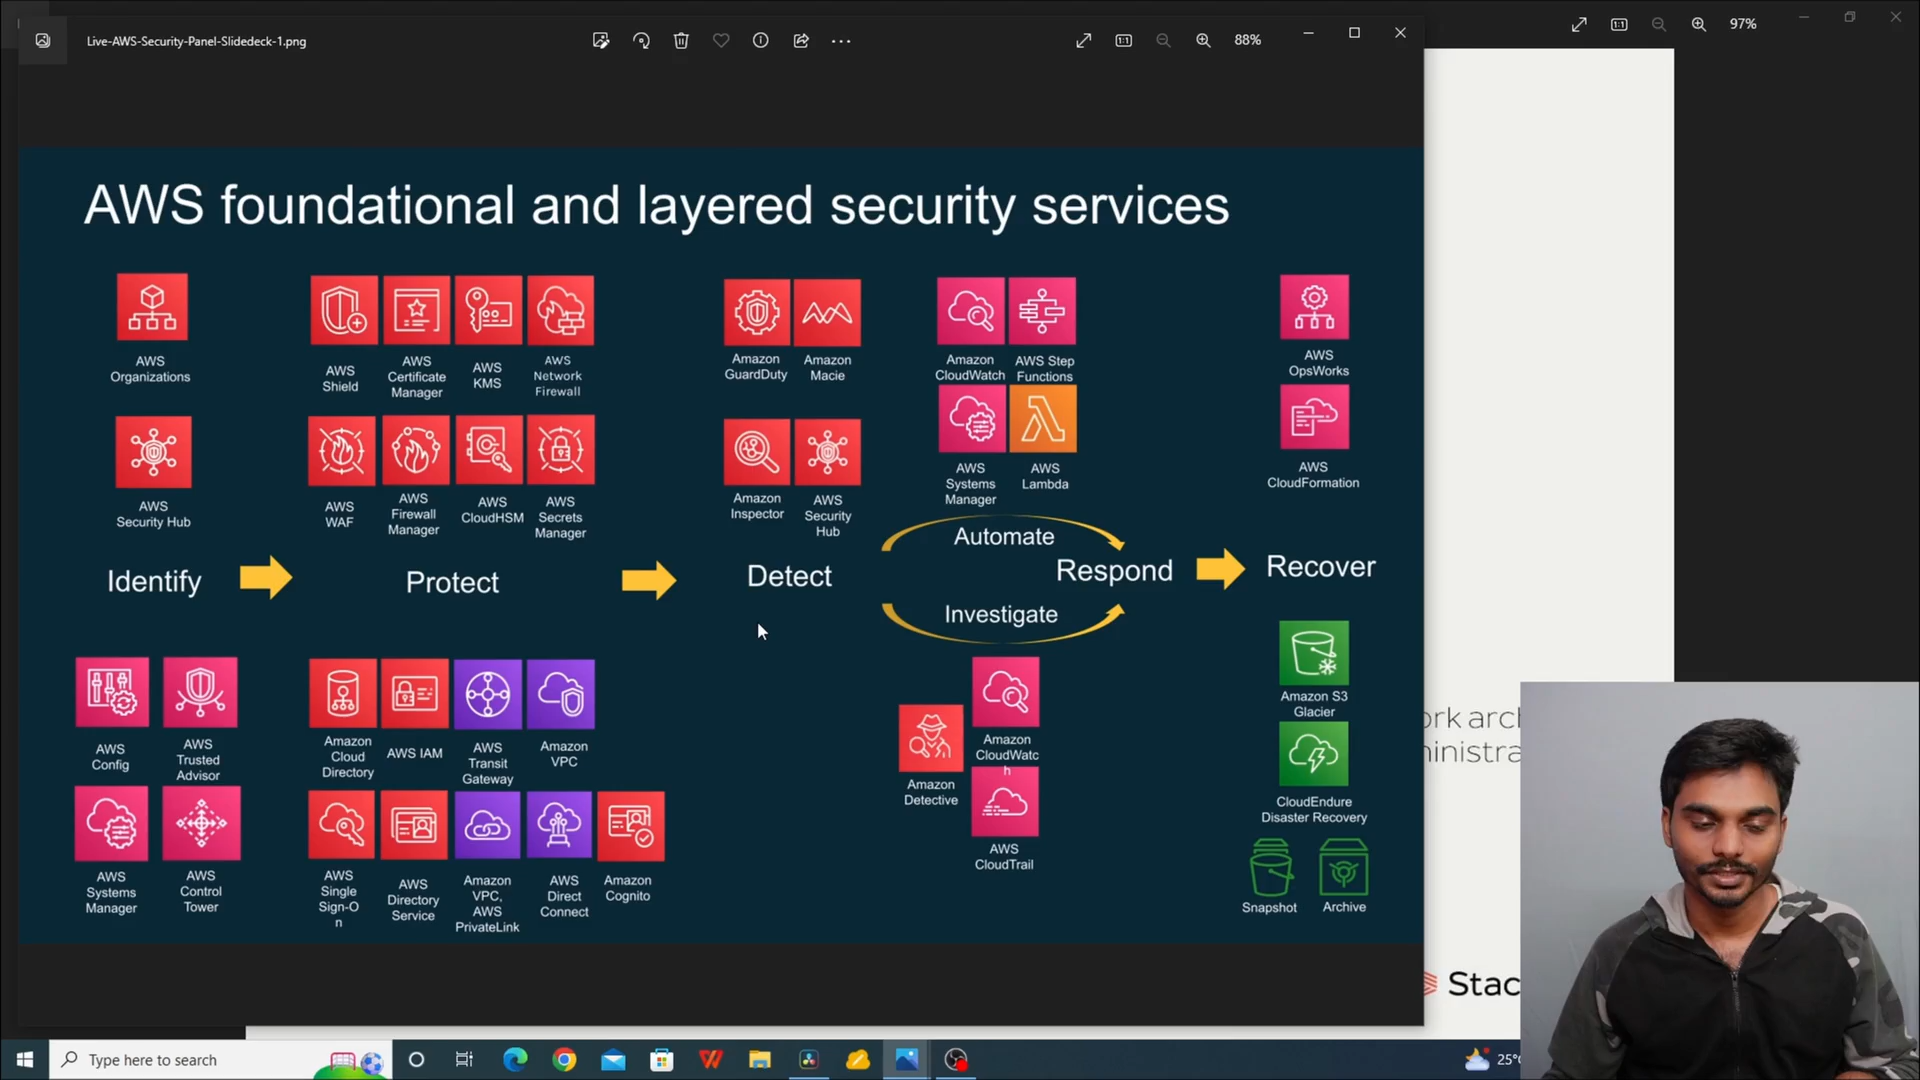 Live-AWS-Security-Panel-Slidedeck-1.png
88%
97%
AWS foundational and layered security services
AWS
Organizations
AWS
Security Hub
Identify
AWS
Config
AWS
Trusted
Advisor
AWS
Systems
Manager
AWS
Control
Tower
AWS
Shield
AWS
Certificate
Manager
AWS
KMS
AWS
Network
Firewall
AWS
WAF
AWS
Firewall
Manager
AWS
CloudHSM
AWS
Secrets
Manager
Protect
Amazon
Cloud
Directory
AWS IAM
AWS
Transit
Gateway
Amazon
VPC
AWS
Single
Sign-O
n
AWS
Directory
Service
Amazon
VPC,
AWS
PrivateLink
AWS
Direct
Connect
Amazon
Cognito
Amazon
GuardDuty
Amazon
Macie
Amazon
Inspector
AWS
Security
Hub
Detect
Amazon
CloudWatch
AWS Step
Functions
AWS
Systems
Manager
AWS
Lambda
Automate
Respond
Investigate
Amazon
Detective
Amazon
CloudWatc
h
AWS
CloudTrail
AWS
OpsWorks
AWS
CloudFormation
Recover
Amazon S3
Glacier
CloudEndure
Disaster Recovery
Snapshot
Archive
ork arc
ministra
Stac
Type here to search
25°